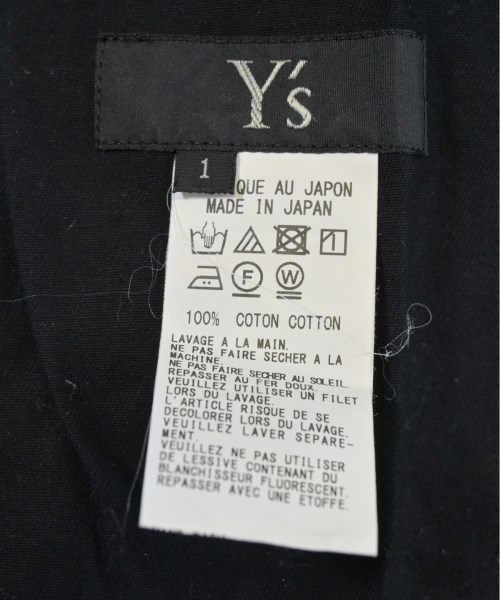 Y's
1
QUE AU JAPON
MADE IN JAPAN
1
F W
100% COTON COTTON
LAVAGE A LA MAIN.
NE PAS FAIRE SECHER A LA
MACHINE.
NE PAS FAIRE SECHER AU SOLEIL
REPASSER AU FER DOUX.
VEUILLEZ UTILISER UN FILET
LORS DU LAVAGE.
L'ARTICLE RISQUE DE SE
DECOLORER LORS DU LAVAGE.
VEUILLEZ LAVER SEPARE-
MENT.
VEUILLEZ NE PAS UTILISER
DE LESSIVE CONTENANT DU
BLANCHISSEUR FLUORESCENT.
REPASSER AVEC UNE ETOFFE.